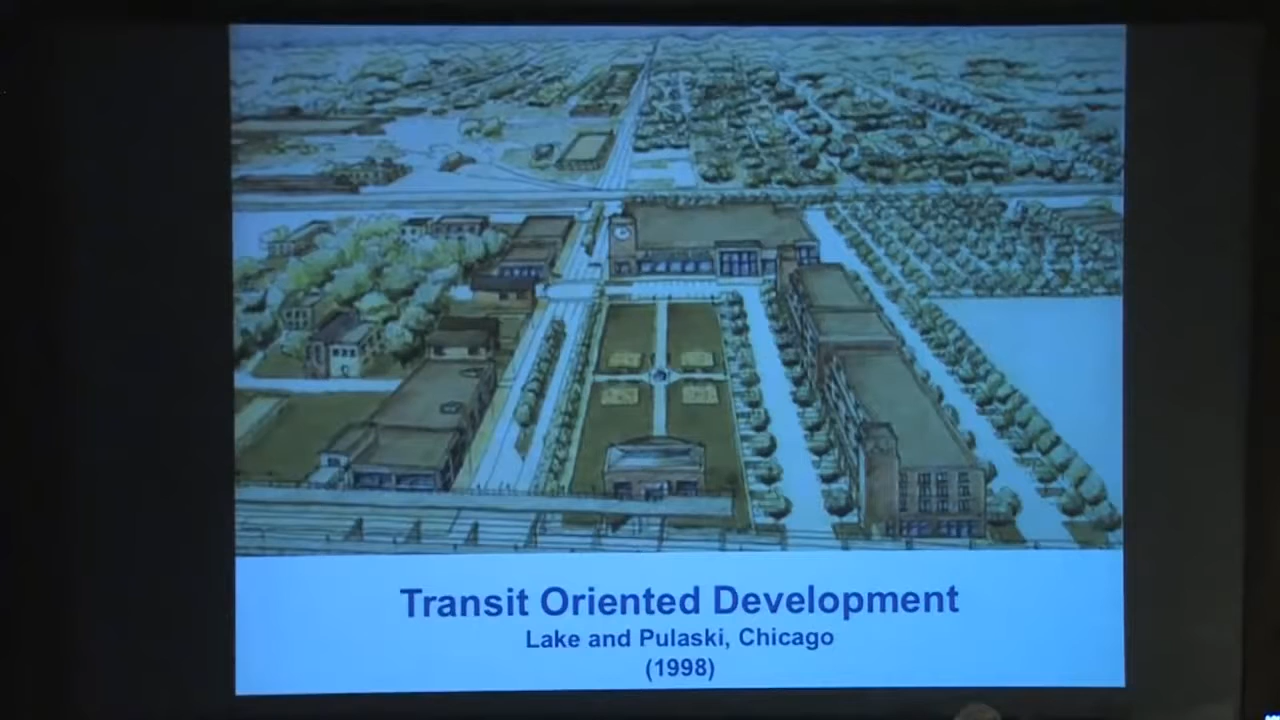 Transit Oriented Development
Lake and Pulaski, Chicago
(1998)